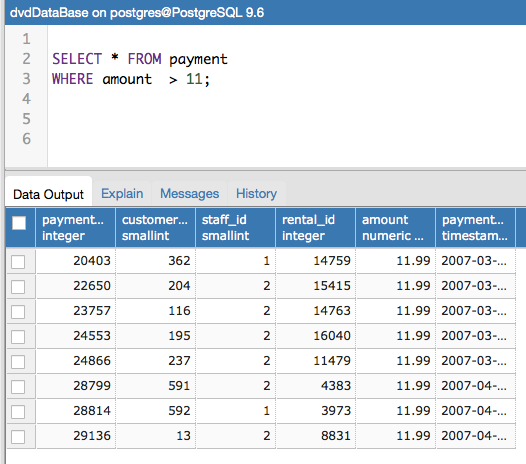 dvdDataBase on postgres@PostgreSQL 9.6
1
2 SELECT * FROM payment
3 WHERE amount  > 11;
4
5
6
Data Output Explain Messages History
payment... customer... staff_id rental_id amount payment...
integer smallint smallint integer numeric ... timestam...
20403 362 1 14759 11.99 2007-03-...
22650 204 2 15415 11.99 2007-03-...
23757 116 2 14763 11.99 2007-03-...
24553 195 2 16040 11.99 2007-03-...
24866 237 2 11479 11.99 2007-03-...
28799 591 2 4383 11.99 2007-04-...
28814 592 1 3973 11.99 2007-04-...
29136 13 2 8831 11.99 2007-04-...